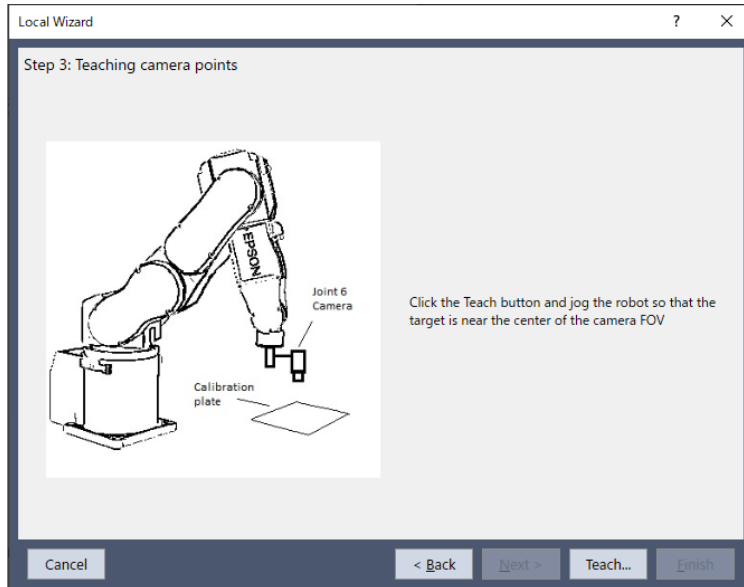 Local Wizard
?
Step 3: Teaching camera points
EPSON
Joint 6
Camera
Calibration
plate
Click the Teach button and jog the robot so that the
target is near the center of the camera FOV
Cancel
< Back
Next >
Teach...
Finish